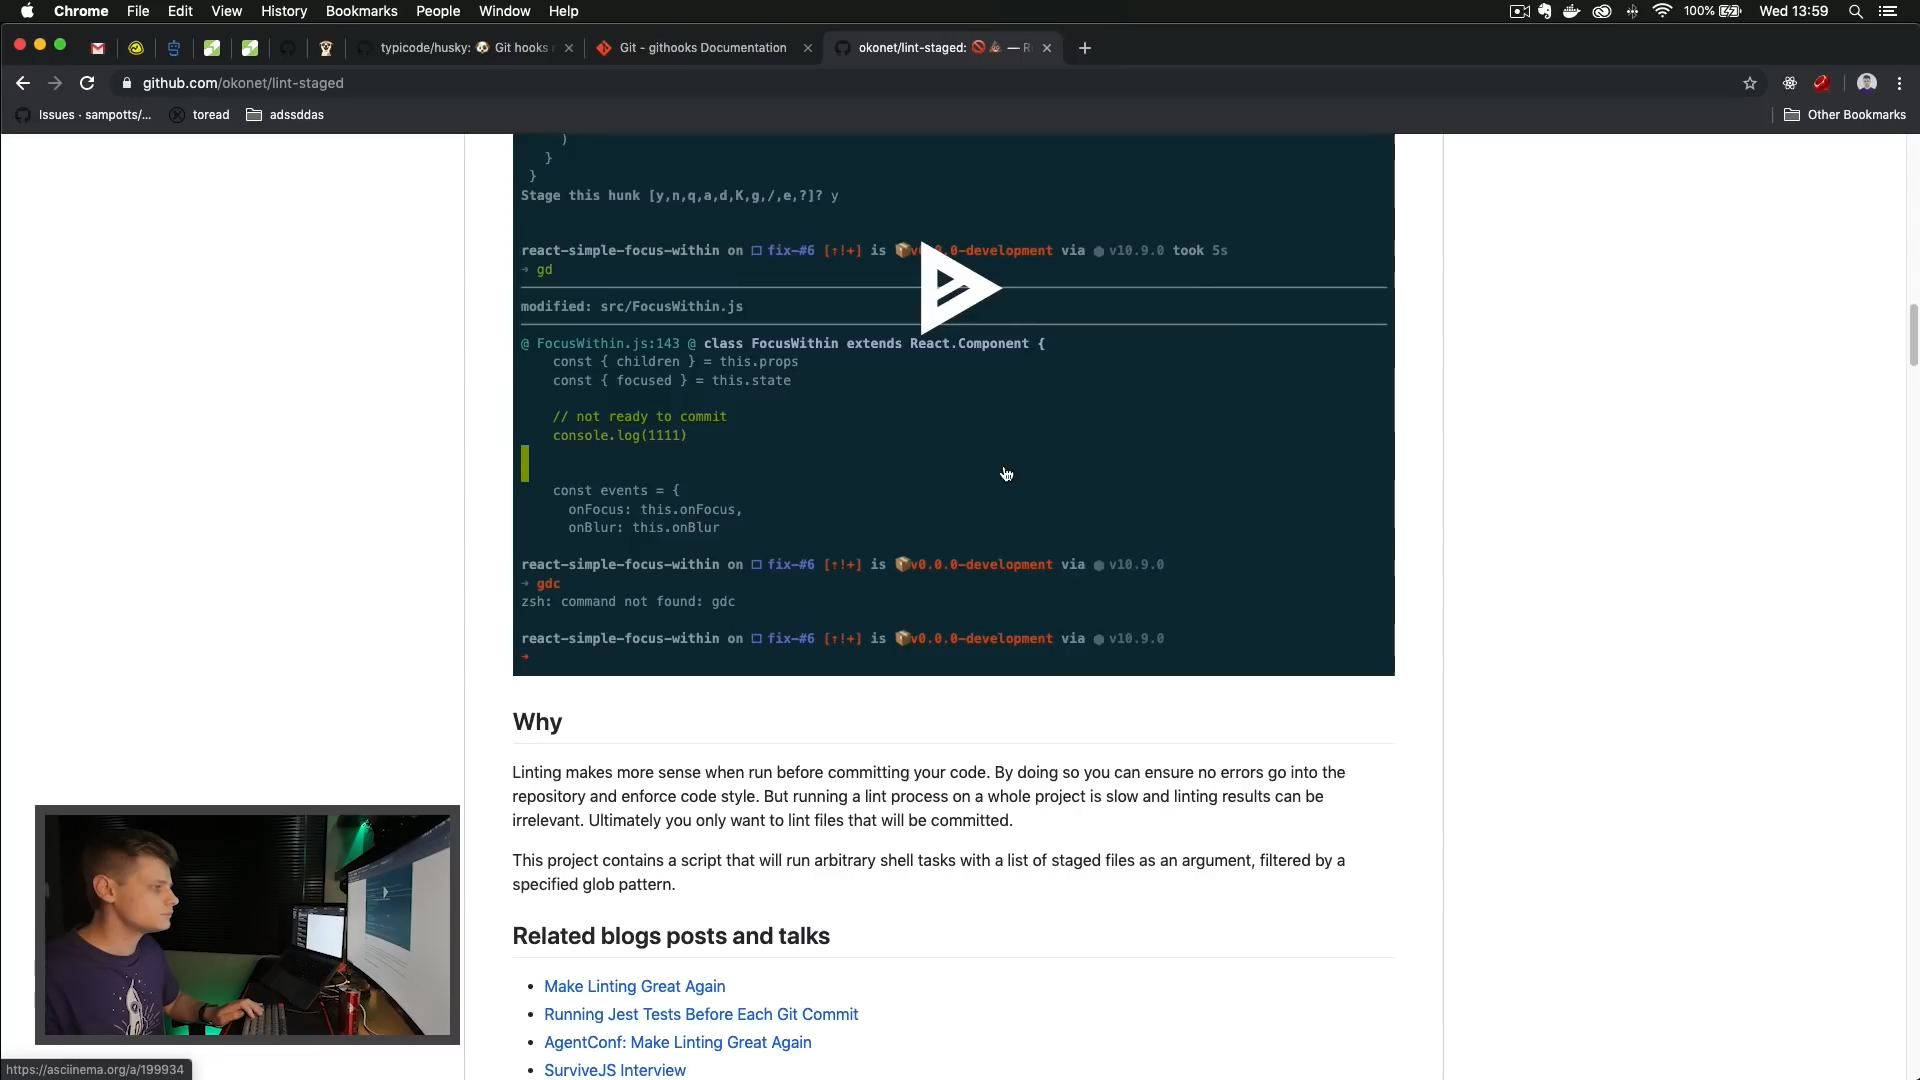 Chrome File Edit View History Bookmarks People Window Help
100% Wed 13:59
typicode/husky: 🐶 Git hooks
Git - githooks Documentation
okonet/lint-staged: 🚫💩 — R
github.com/okonet/lint-staged
Issues · sampotts/...
toread
adssddas
Other Bookmarks
)
}
}
Stage this hunk [y,n,q,a,d,K,g,/,e,?]? y
react-simple-focus-within on fix-#6 [↑!+] is 📦v0.0.0-development via ⬢ v10.9.0 took 5s
➜ gd
modified: src/FocusWithin.js
@ FocusWithin.js:143 @ class FocusWithin extends React.Component {
const { children } = this.props
const { focused } = this.state
// not ready to commit
console.log(1111)
const events = {
onFocus: this.onFocus,
onBlur: this.onBlur
react-simple-focus-within on fix-#6 [↑!+] is 📦v0.0.0-development via ⬢ v10.9.0
➜ gdc
zsh: command not found: gdc
react-simple-focus-within on fix-#6 [↑!+] is 📦v0.0.0-development via ⬢ v10.9.0
➜
Why
Linting makes more sense when run before committing your code. By doing so you can ensure no errors go into the
repository and enforce code style. But running a lint process on a whole project is slow and linting results can be
irrelevant. Ultimately you only want to lint files that will be committed.
This project contains a script that will run arbitrary shell tasks with a list of staged files as an argument, filtered by a
specified glob pattern.
Related blogs posts and talks
• Make Linting Great Again
• Running Jest Tests Before Each Git Commit
• AgentConf: Make Linting Great Again
• SurviveJS Interview
https://asciinema.org/a/199934